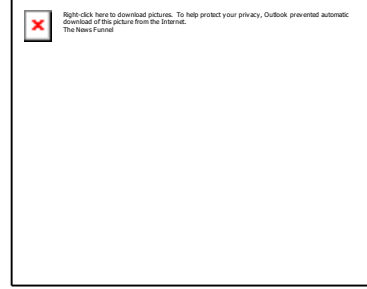 Right-click here to download pictures. To help protect your privacy, Outlook prevented automatic
download of this picture from the Internet.
The News Funnel